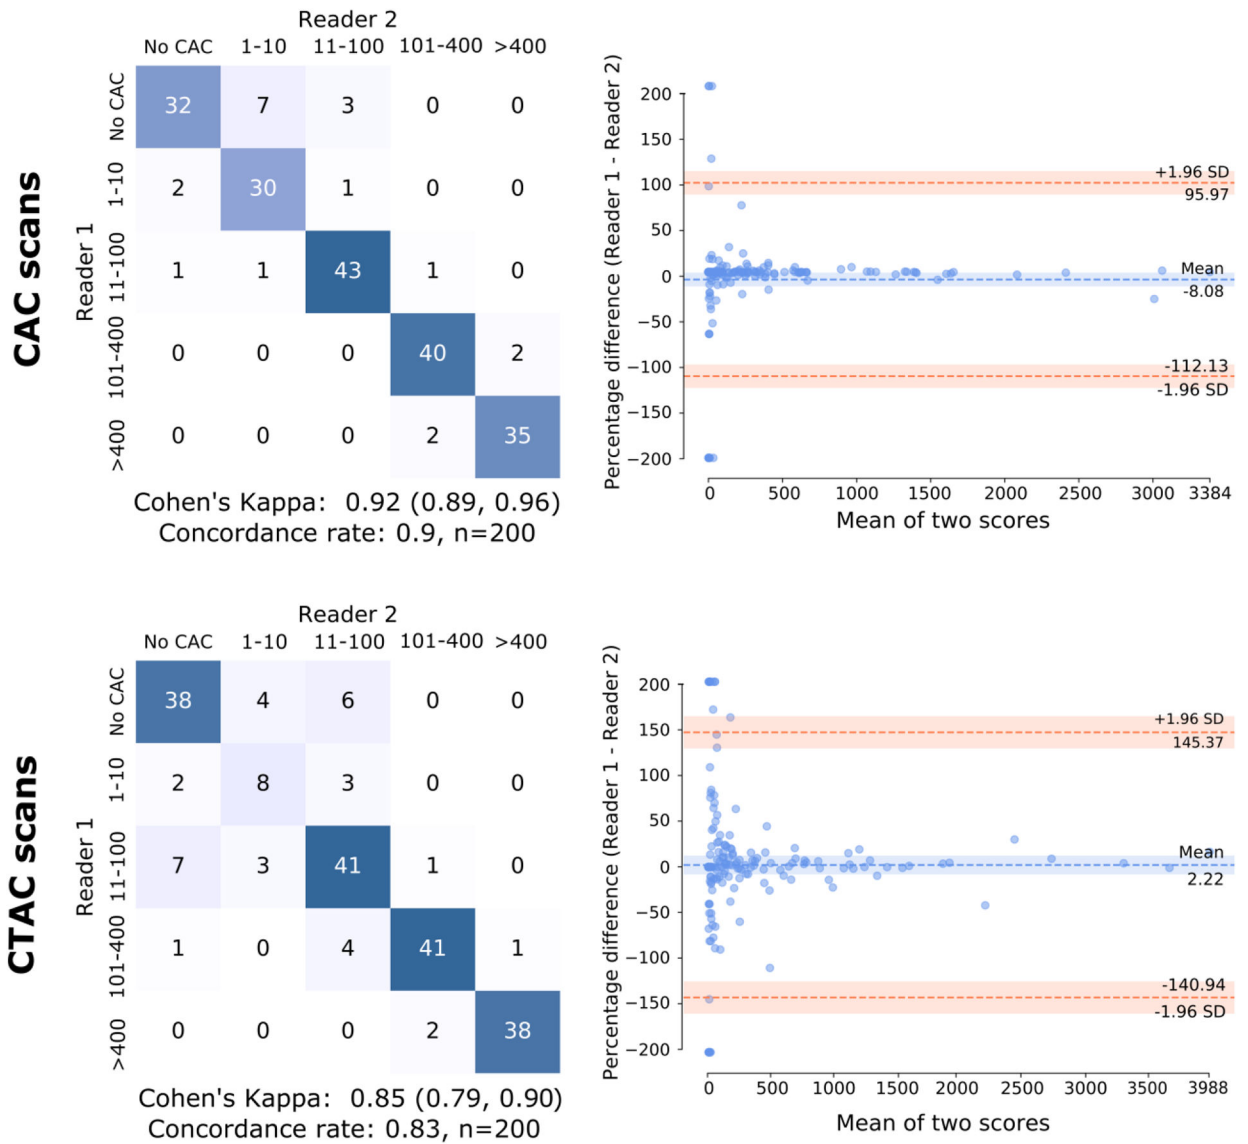 CAC scans
Reader 2
No CAC 1-10 11-100 101-400 >400
Reader 1
No CAC 32 7 3 0 0
1-10 2 30 1 0 0
11-100 1 1 43 1 0
101-400 0 0 0 40 2
>400 0 0 0 2 35
Cohen's Kappa: 0.92 (0.89, 0.96)
Concordance rate: 0.9, n=200
Percentage difference (Reader 1 - Reader 2)
200
150
100
50
0
−50
−100
−150
−200
+1.96 SD
95.97
Mean
-8.08
-112.13
-1.96 SD
0 500 1000 1500 2000 2500 3000 3384
Mean of two scores
CTAC scans
Reader 2
No CAC 1-10 11-100 101-400 >400
Reader 1
No CAC 38 4 6 0 0
1-10 2 8 3 0 0
11-100 7 3 41 1 0
101-400 1 0 4 41 1
>400 0 0 0 2 38
Cohen's Kappa: 0.85 (0.79, 0.90)
Concordance rate: 0.83, n=200
Percentage difference (Reader 1 - Reader 2)
200
150
100
50
0
−50
−100
−150
−200
+1.96 SD
145.37
Mean
2.22
-140.94
-1.96 SD
0 500 1000 1500 2000 2500 3000 3500 3988
Mean of two scores